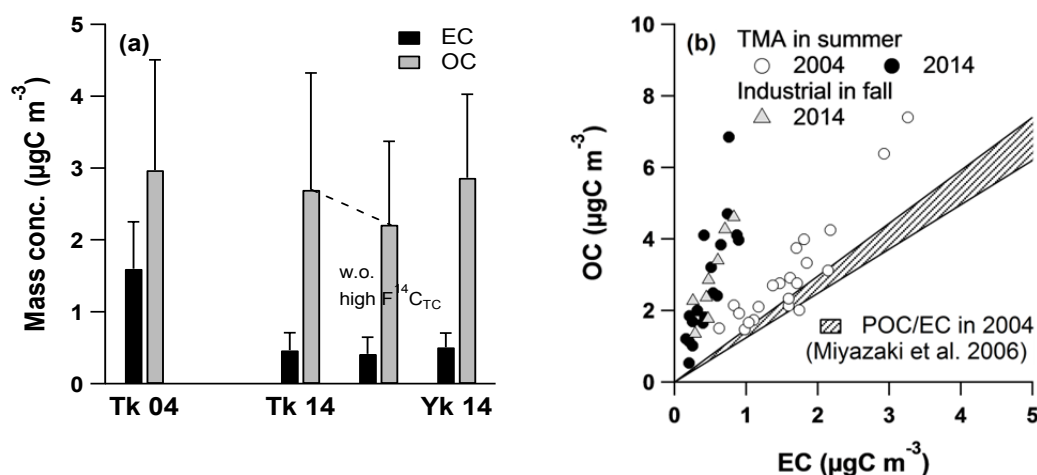 (a)
EC
OC
5
4
3
2
1
0
Mass conc. (µgC m⁻³)
w.o.
high F¹⁴C_TC
Tk 04
Tk 14
Yk 14
(b)
TMA in summer
2004
2014
Industrial in fall
2014
10
8
6
4
2
0
OC (µgC m⁻³)
POC/EC in 2004
(Miyazaki et al. 2006)
0 1 2 3 4 5
EC (µgC m⁻³)